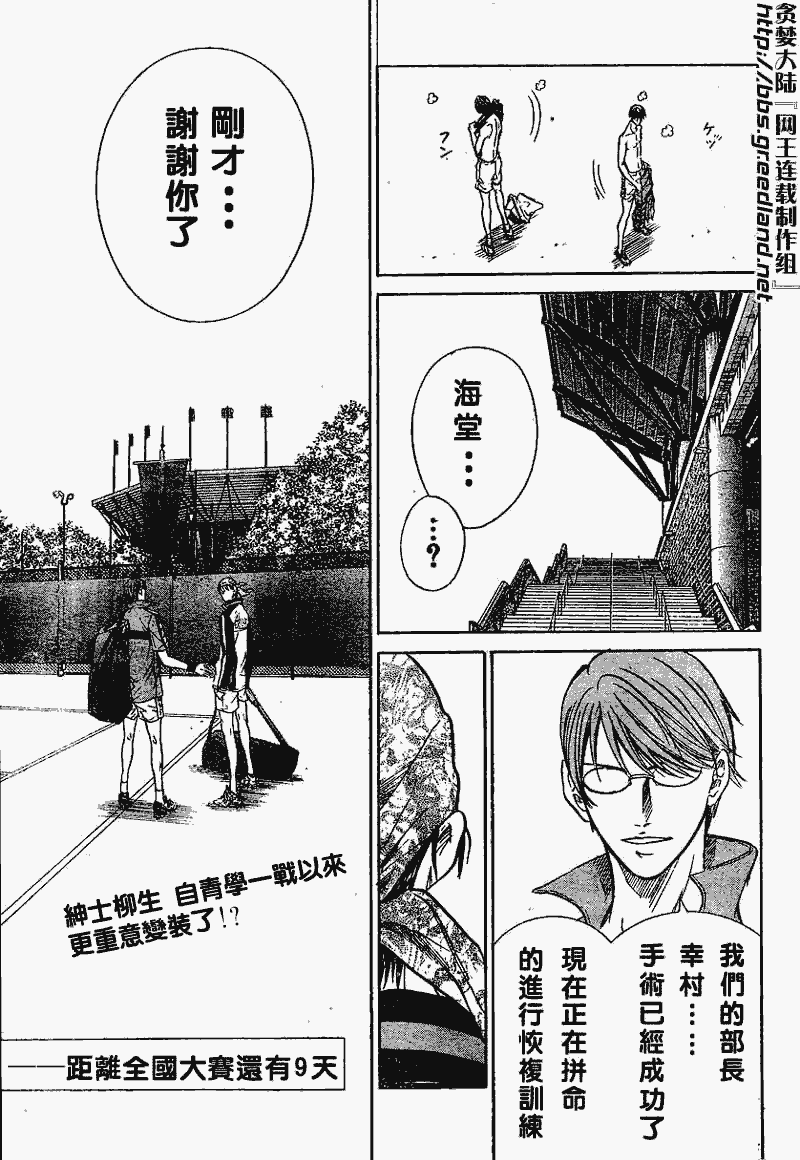 贪婪大陆『网王连载制作组』
http://bbs.greedland.net
フン
ケッ
海堂…
…?
我們的部長
幸村……
手術已經成功了
現在正在拼命
的進行恢複訓練
剛才…
謝謝你了
紳士柳生 自青學一戰以來
更重意變裝了!?
——距離全國大賽還有9天